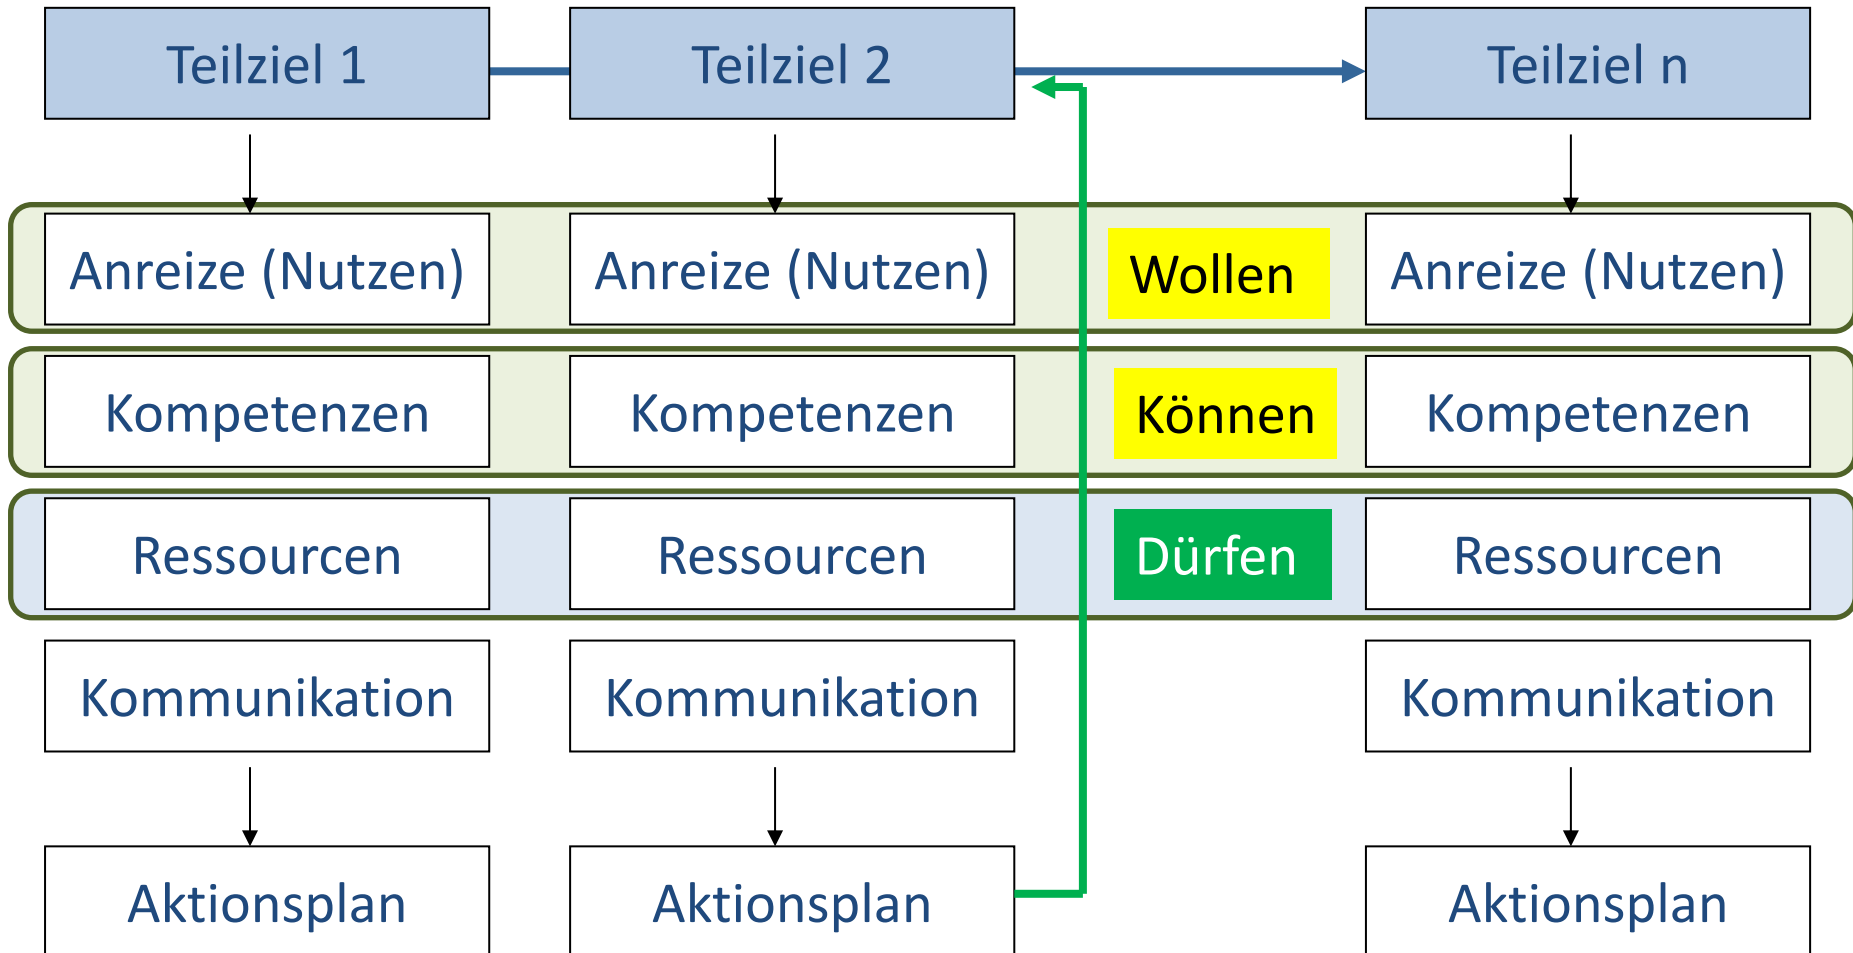 Teilziel 1
Teilziel 2
Teilziel n
Anreize (Nutzen)
Anreize (Nutzen)
Wollen
Anreize (Nutzen)
Kompetenzen
Kompetenzen
Können
Kompetenzen
Ressourcen
Ressourcen
Dürfen
Ressourcen
Kommunikation
Kommunikation
Kommunikation
Aktionsplan
Aktionsplan
Aktionsplan